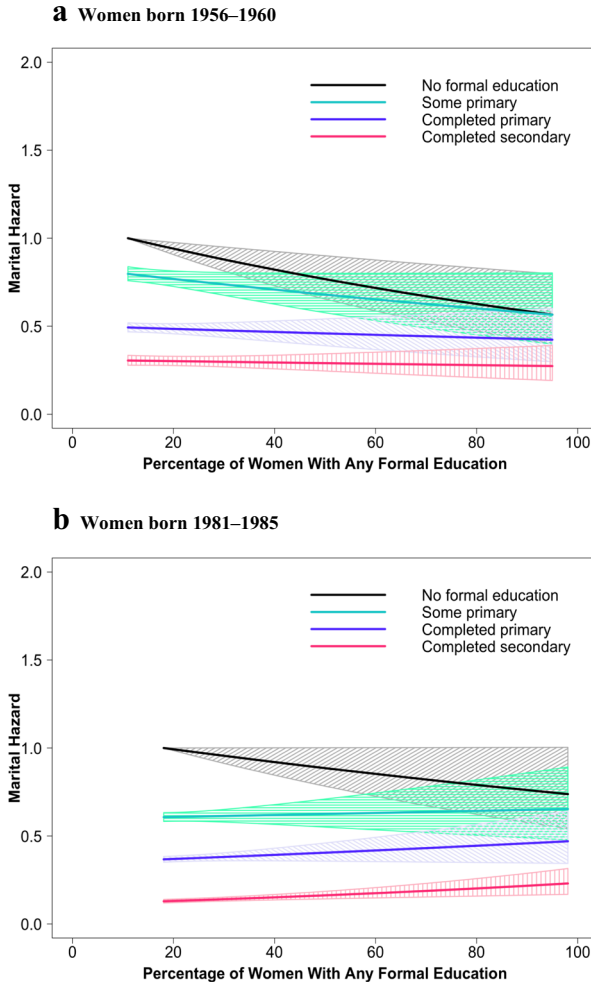 a Women born 1956–1960
2.0
No formal education
Some primary
Completed primary
Completed secondary
1.5
Marital Hazard
1.0
0.5
0.0
0 20 40 60 80 100
Percentage of Women With Any Formal Education
b Women born 1981–1985
2.0
No formal education
Some primary
Completed primary
Completed secondary
1.5
Marital Hazard
1.0
0.5
0.0
0 20 40 60 80 100
Percentage of Women With Any Formal Education